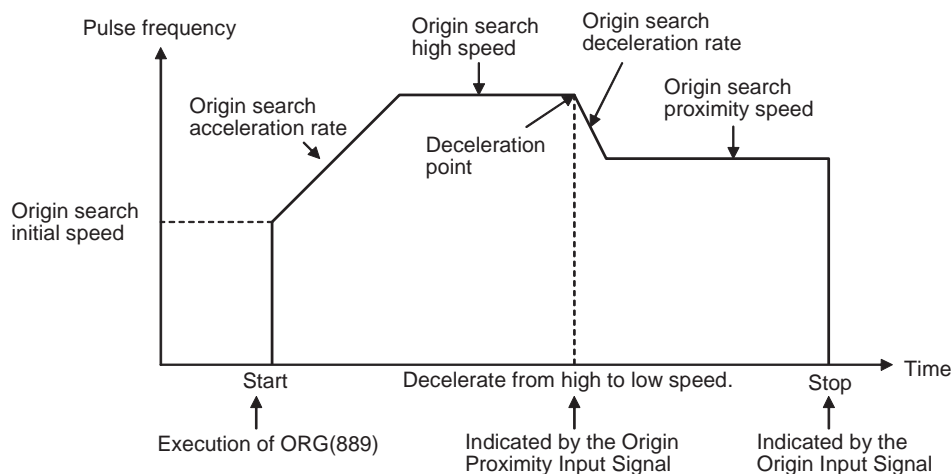 Pulse frequency
Origin search
high speed
Origin search
deceleration rate
Origin search
acceleration rate
Origin search
proximity speed
Deceleration
point
Origin search
initial speed
Time
Start
Decelerate from high to low speed.
Stop
Execution of ORG(889)
Indicated by the Origin
Proximity Input Signal
Indicated by the
Origin Input Signal